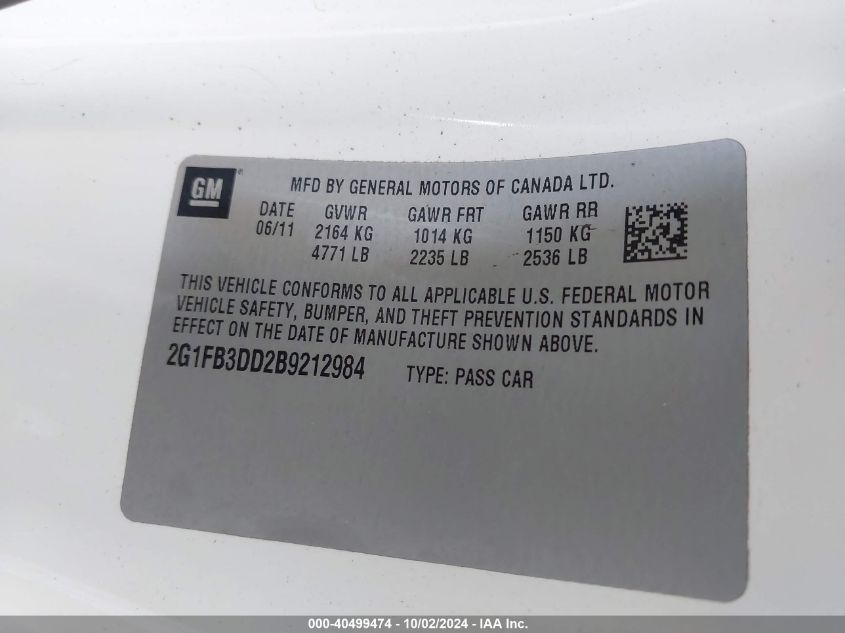 GM
MFD BY GENERAL MOTORS OF CANADA LTD.
DATE GVWR GAWR FRT GAWR RR
06/11 2164 KG 1014 KG 1150 KG
4771 LB 2235 LB 2536 LB
THIS VEHICLE CONFORMS TO ALL APPLICABLE U.S. FEDERAL MOTOR
VEHICLE SAFETY, BUMPER, AND THEFT PREVENTION STANDARDS IN
EFFECT ON THE DATE OF MANUFACTURE SHOWN ABOVE.
2G1FB3DD2B9212984 TYPE: PASS CAR
000-40499474 - 10/02/2024 - IAA Inc.